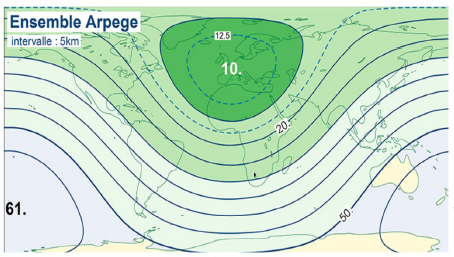 Ensemble Arpege
intervalle : 5km
12.5
10.
20.
61.
50.